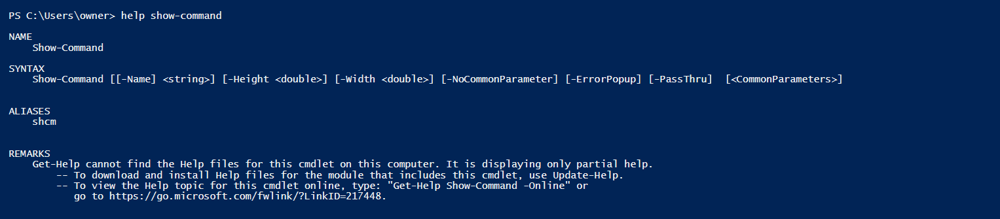 PS C:\Users\owner> help show-command
NAME
Show-Command
SYNTAX
Show-Command [[-Name] <string>] [-Height <double>] [-Width <double>] [-NoCommonParameter] [-ErrorPopup] [-PassThru]  [<CommonParameters>]
ALIASES
shcm
REMARKS
Get-Help cannot find the Help files for this cmdlet on this computer. It is displaying only partial help.
-- To download and install Help files for the module that includes this cmdlet, use Update-Help.
-- To view the Help topic for this cmdlet online, type: "Get-Help Show-Command -Online" or
go to https://go.microsoft.com/fwlink/?LinkID=217448.